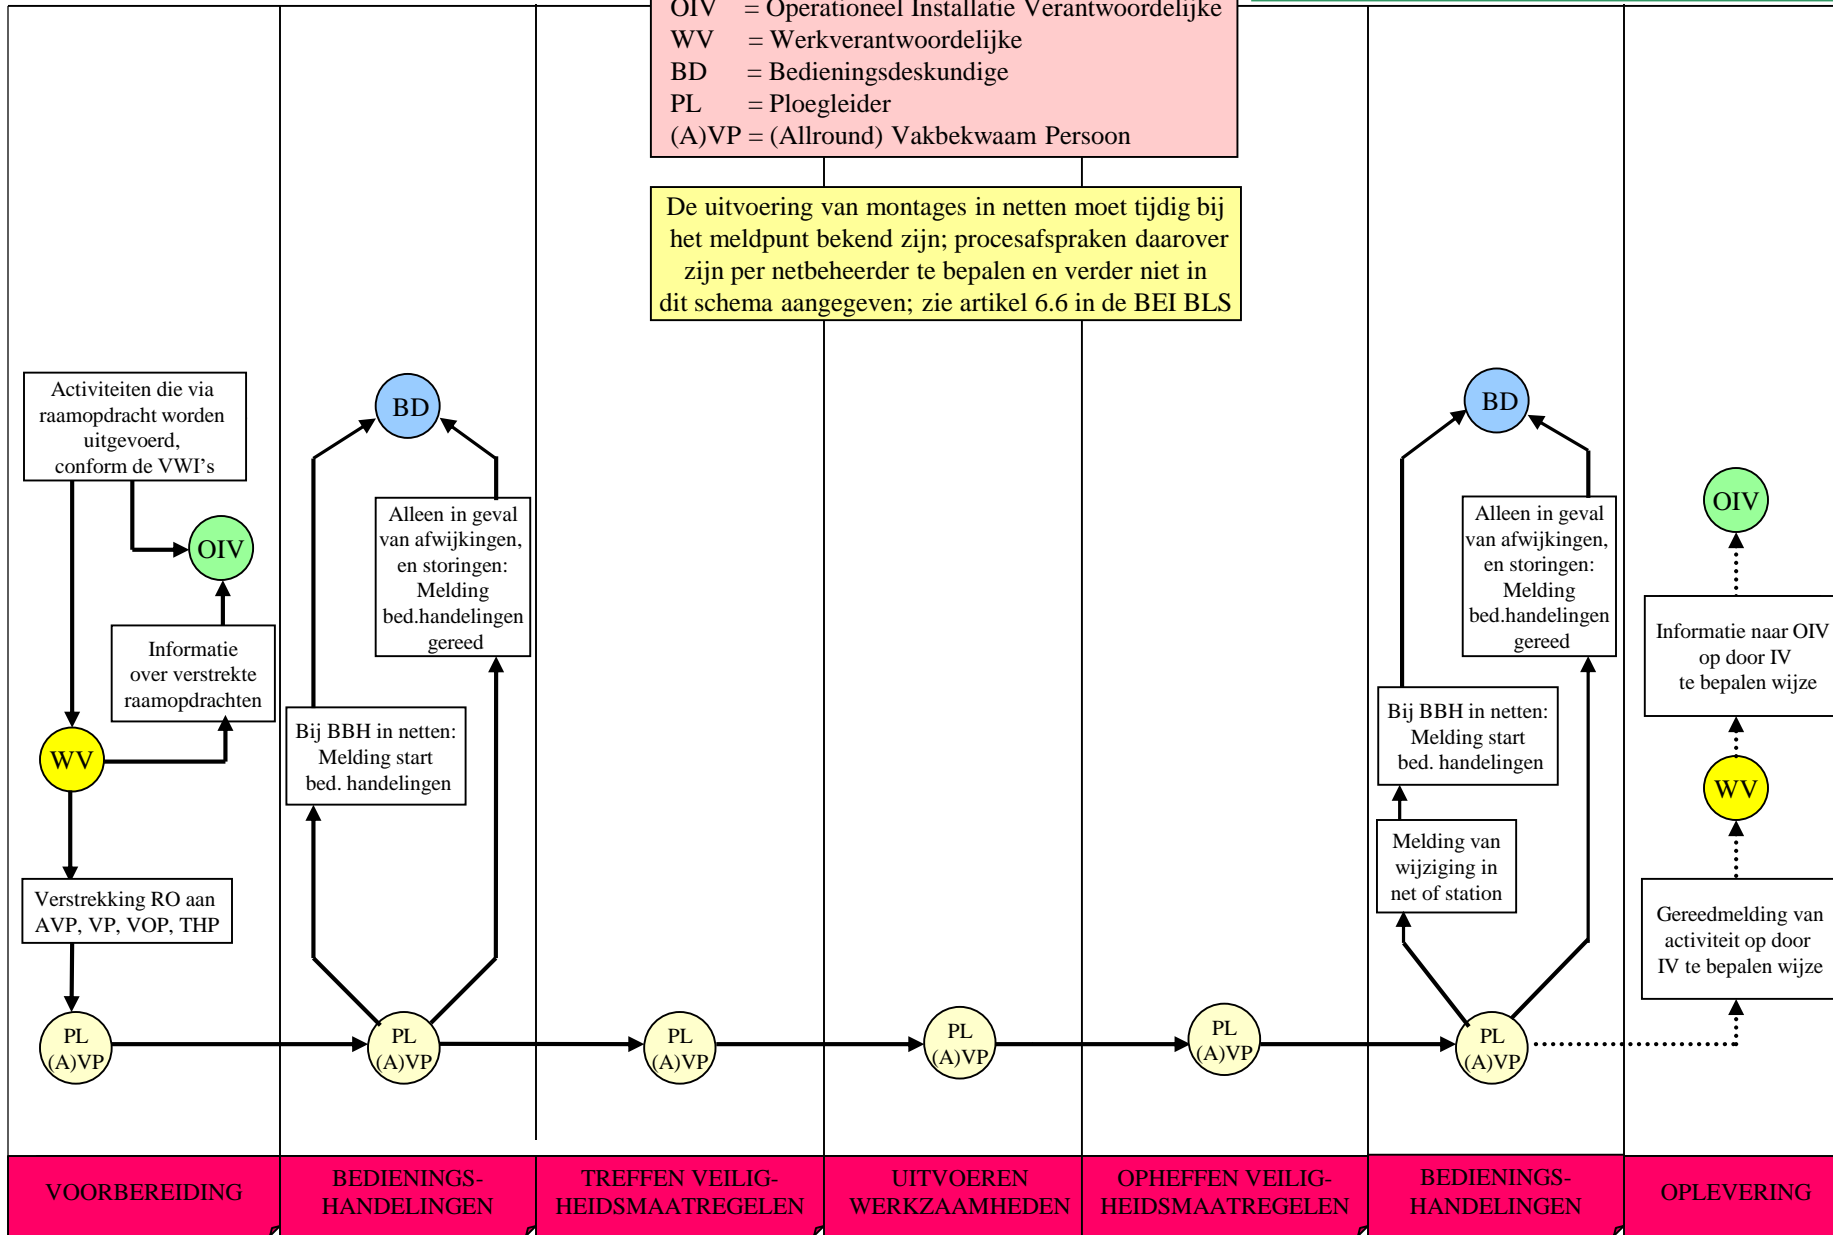 OIV = Operationeel Installatie Verantwoordelijke
WV = Werkverantwoordelijke
BD = Bedieningsdeskundige
PL = Ploegleider
(A)VP = (Allround) Vakbekwaam Persoon
De uitvoering van montages in netten moet tijdig bij
het meldpunt bekend zijn; procesafspraken daarover
zijn per netbeheerder te bepalen en verder niet in
dit schema aangegeven; zie artikel 6.6 in de BEI BLS
Activiteiten die via
raamopdracht worden
uitgevoerd,
conform de VWI's
OIV
Informatie
over verstrekte
raamopdrachten
WV
Verstrekking RO aan
AVP, VP, VOP, THP
PL
(A)VP
BD
Alleen in geval
van afwijkingen,
en storingen:
Melding
bed.handelingen
gereed
Bij BBH in netten:
Melding start
bed. handelingen
PL
(A)VP
PL
(A)VP
PL
(A)VP
PL
(A)VP
BD
Alleen in geval
van afwijkingen,
en storingen:
Melding
bed.handelingen
gereed
Bij BBH in netten:
Melding start
bed. handelingen
Melding van
wijziging in
net of station
PL
(A)VP
OIV
Informatie naar OIV
op door IV
te bepalen wijze
WV
Gereedmelding van
activiteit op door
IV te bepalen wijze
VOORBEREIDING
BEDIENINGS-
HANDELINGEN
TREFFEN VEILIG-
HEIDSMAATREGELEN
UITVOEREN
WERKZAAMHEDEN
OPHEFFEN VEILIG-
HEIDSMAATREGELEN
BEDIENINGS-
HANDELINGEN
OPLEVERING